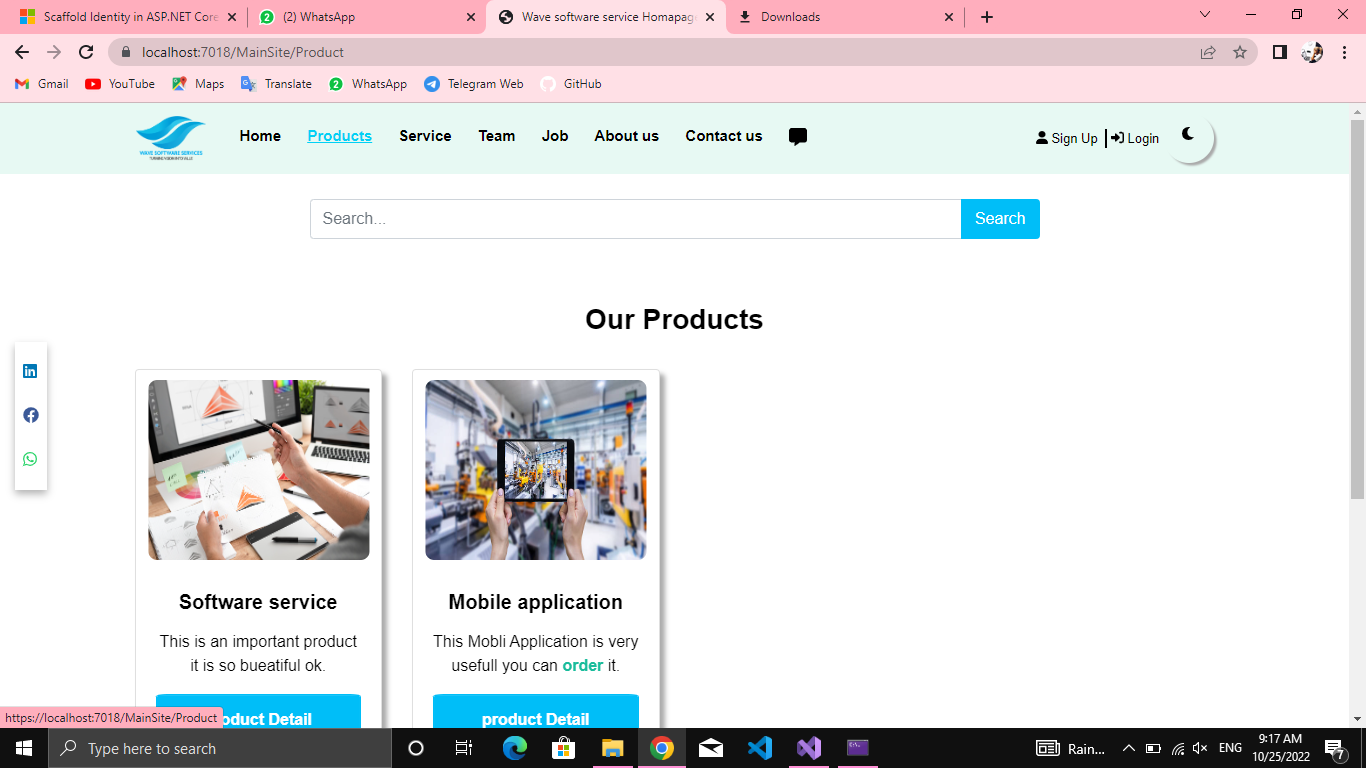 Scaffold Identity in ASP.NET Core
(2) WhatsApp
Wave software service Homapag
Downloads
localhost:7018/MainSite/Product
Gmail
YouTube
Maps
Translate
WhatsApp
Telegram Web
GitHub
WAVE SOFTWARE SERVICES
Home
Products
Service
Team
Job
About us
Contact us
Sign Up
Login
Search...
Search
Our Products
Software service
This is an important product
it is so bueatiful ok.
product Detail
Mobile application
This Mobli Application is very
usefull you can order it.
product Detail
https://localhost:7018/MainSite/Product
Type here to search
Rain...
ENG
9:17 AM
10/25/2022
7